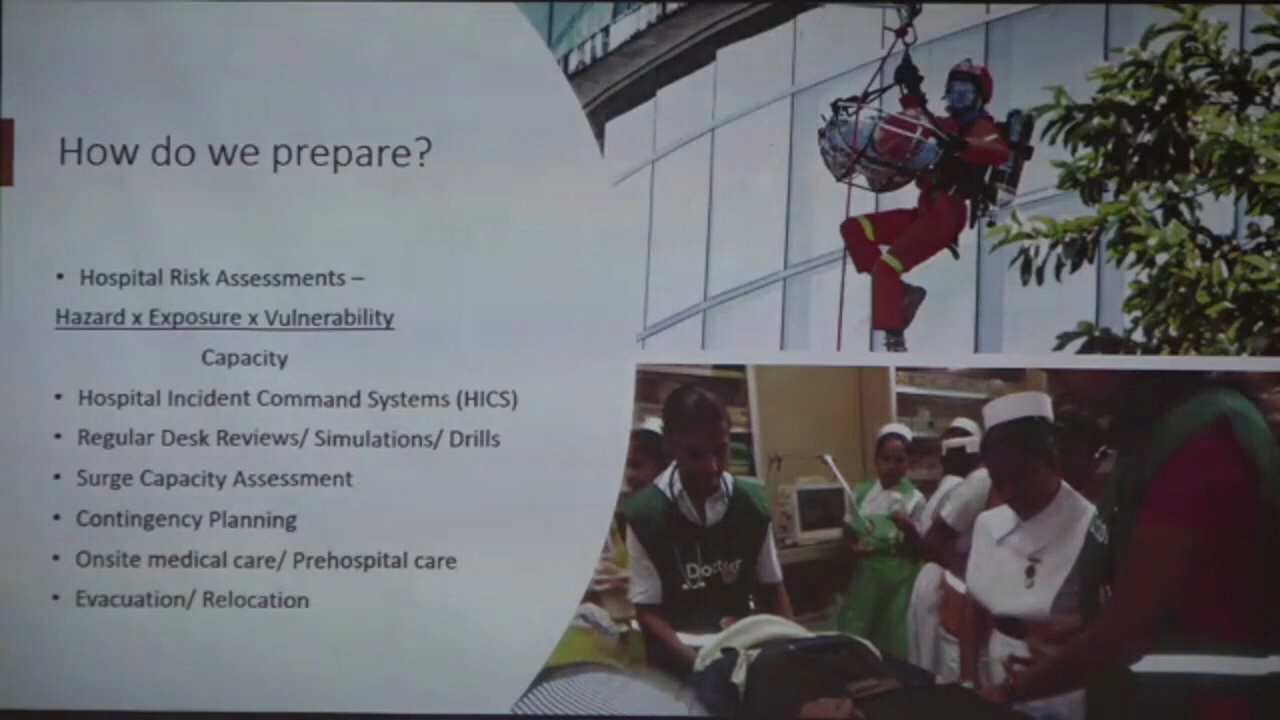 How do we prepare?
• Hospital Risk Assessments –
Hazard x Exposure x Vulnerability
Capacity
• Hospital Incident Command Systems (HICS)
• Regular Desk Reviews/ Simulations/ Drills
• Surge Capacity Assessment
• Contingency Planning
• Onsite medical care/ Prehospital care
• Evacuation/ Relocation
Doctor